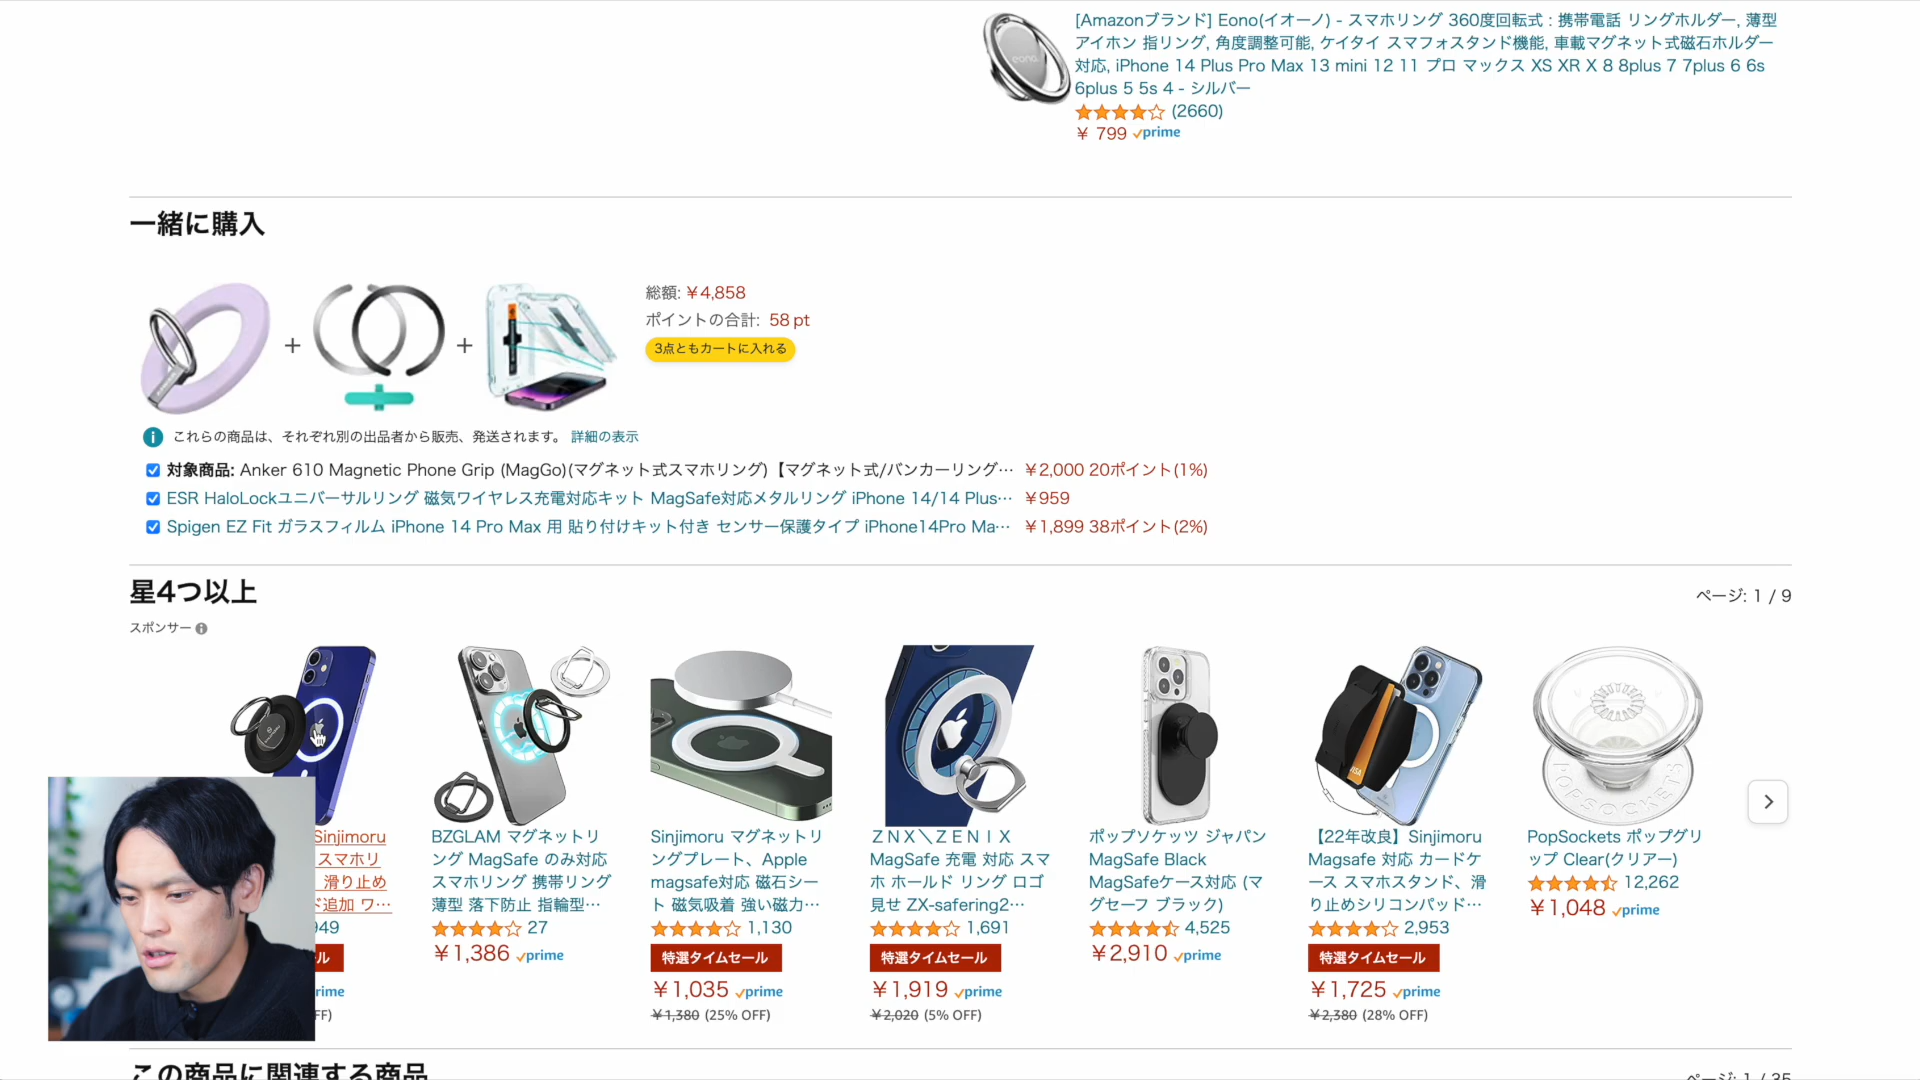 [Amazonブランド] Eono(イオーノ) - スマホリング 360度回転式 : 携帯電話 リングホルダー, 薄型
アイホン 指リング, 角度調整可能, ケイタイ スマフォスタンド機能, 車載マグネット式磁石ホルダー
対応, iPhone 14 Plus Pro Max 13 mini 12 11 プロ マックス XS XR X 8 8plus 7 7plus 6 6s
6plus 5 5s 4 - シルバー
(2660)
¥ 799 prime
一緒に購入
総額: ¥4,858
ポイントの合計: 58 pt
3点ともカートに入れる
これらの商品は、それぞれ別の出品者から販売、発送されます。 詳細の表示
対象商品: Anker 610 Magnetic Phone Grip (MagGo)(マグネット式スマホリング)【マグネット式/バンカーリング… ¥2,000 20ポイント(1%)
ESR HaloLockユニバーサルリング 磁気ワイヤレス充電対応キット MagSafe対応メタルリング iPhone 14/14 Plus… ¥959
Spigen EZ Fit ガラスフィルム iPhone 14 Pro Max 用 貼り付けキット付き センサー保護タイプ iPhone14Pro Ma… ¥1,899 38ポイント(2%)
星4つ以上
ページ: 1 / 9
スポンサー
Sinjimoru
スマホリ
滑り止め
追加 ワ…
949
ル
rime
FF)
BZGLAM マグネットリ
ング MagSafe のみ対応
スマホリング 携帯リング
薄型 落下防止 指輪型…
27
¥1,386 prime
Sinjimoru マグネットリ
ングプレート、Apple
magsafe対応 磁石シー
ト 磁気吸着 強い磁力…
1,130
特選タイムセール
¥1,035 prime
¥1,380 (25% OFF)
ZNX\ZENIX
MagSafe 充電 対応 スマ
ホ ホールド リング ロゴ
見せ ZX-safering2…
1,691
特選タイムセール
¥1,919 prime
¥2,020 (5% OFF)
ポップソケッツ ジャパン
MagSafe Black
MagSafeケース対応 (マ
グセーフ ブラック)
4,525
¥2,910 prime
【22年改良】Sinjimoru
Magsafe 対応 カードケ
ース スマホスタンド、滑
り止めシリコンパッド…
2,953
特選タイムセール
¥1,725 prime
¥2,380 (28% OFF)
POPSOCKETS
PopSockets ポップグリ
ップ Clear(クリアー)
12,262
¥1,048 prime
この商品に関連する商品
ページ: 1 / 35